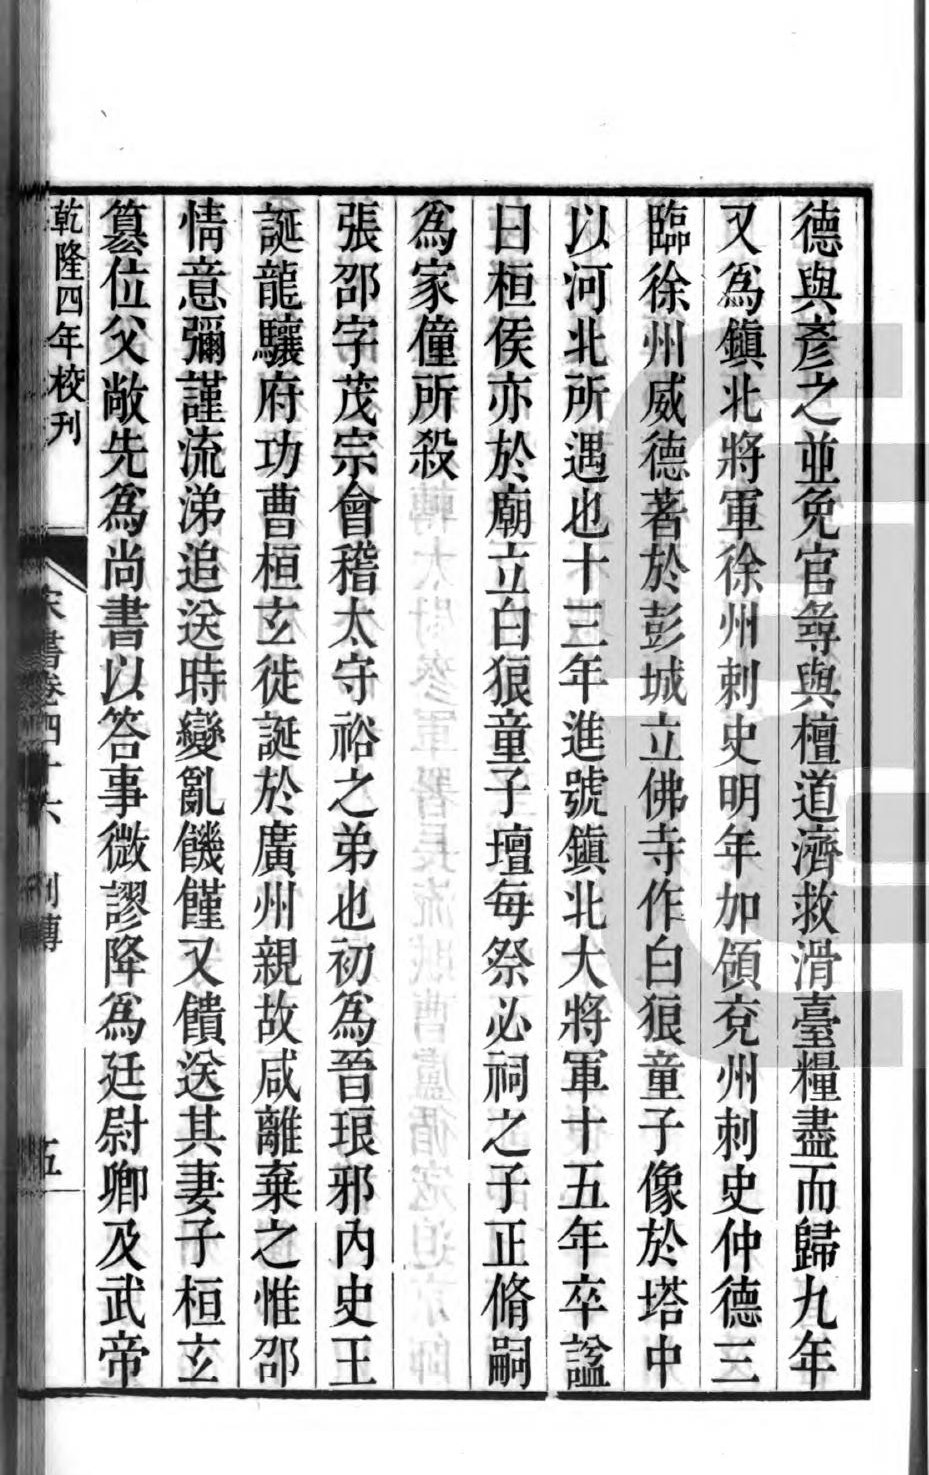 德與彥之並免官尋與檀道濟救滑臺糧盡而歸九年
又爲鎮北將軍徐州刺史明年加領兗州刺史仲德三
臨徐州威德著於彭城立佛寺作白狼童子像於塔中
以河北所遇也十三年進號鎮北大將軍十五年卒諡
曰桓侯亦於廟立白狼童子壇每祭必祠之子正脩嗣
爲家僮所殺
張邵字茂宗會稽太守裕之弟也初爲晉琅邪內史王
誕龍驤府功曹桓玄徙誕於廣州親故咸離棄之惟邵
情意彌謹流涕追送時變亂饑饉又饋送其妻子桓玄
篡位父敞先爲尚書以答事微謬降爲廷尉卿及武帝
乾隆四年校刊
宋書卷四十六 列傳
五